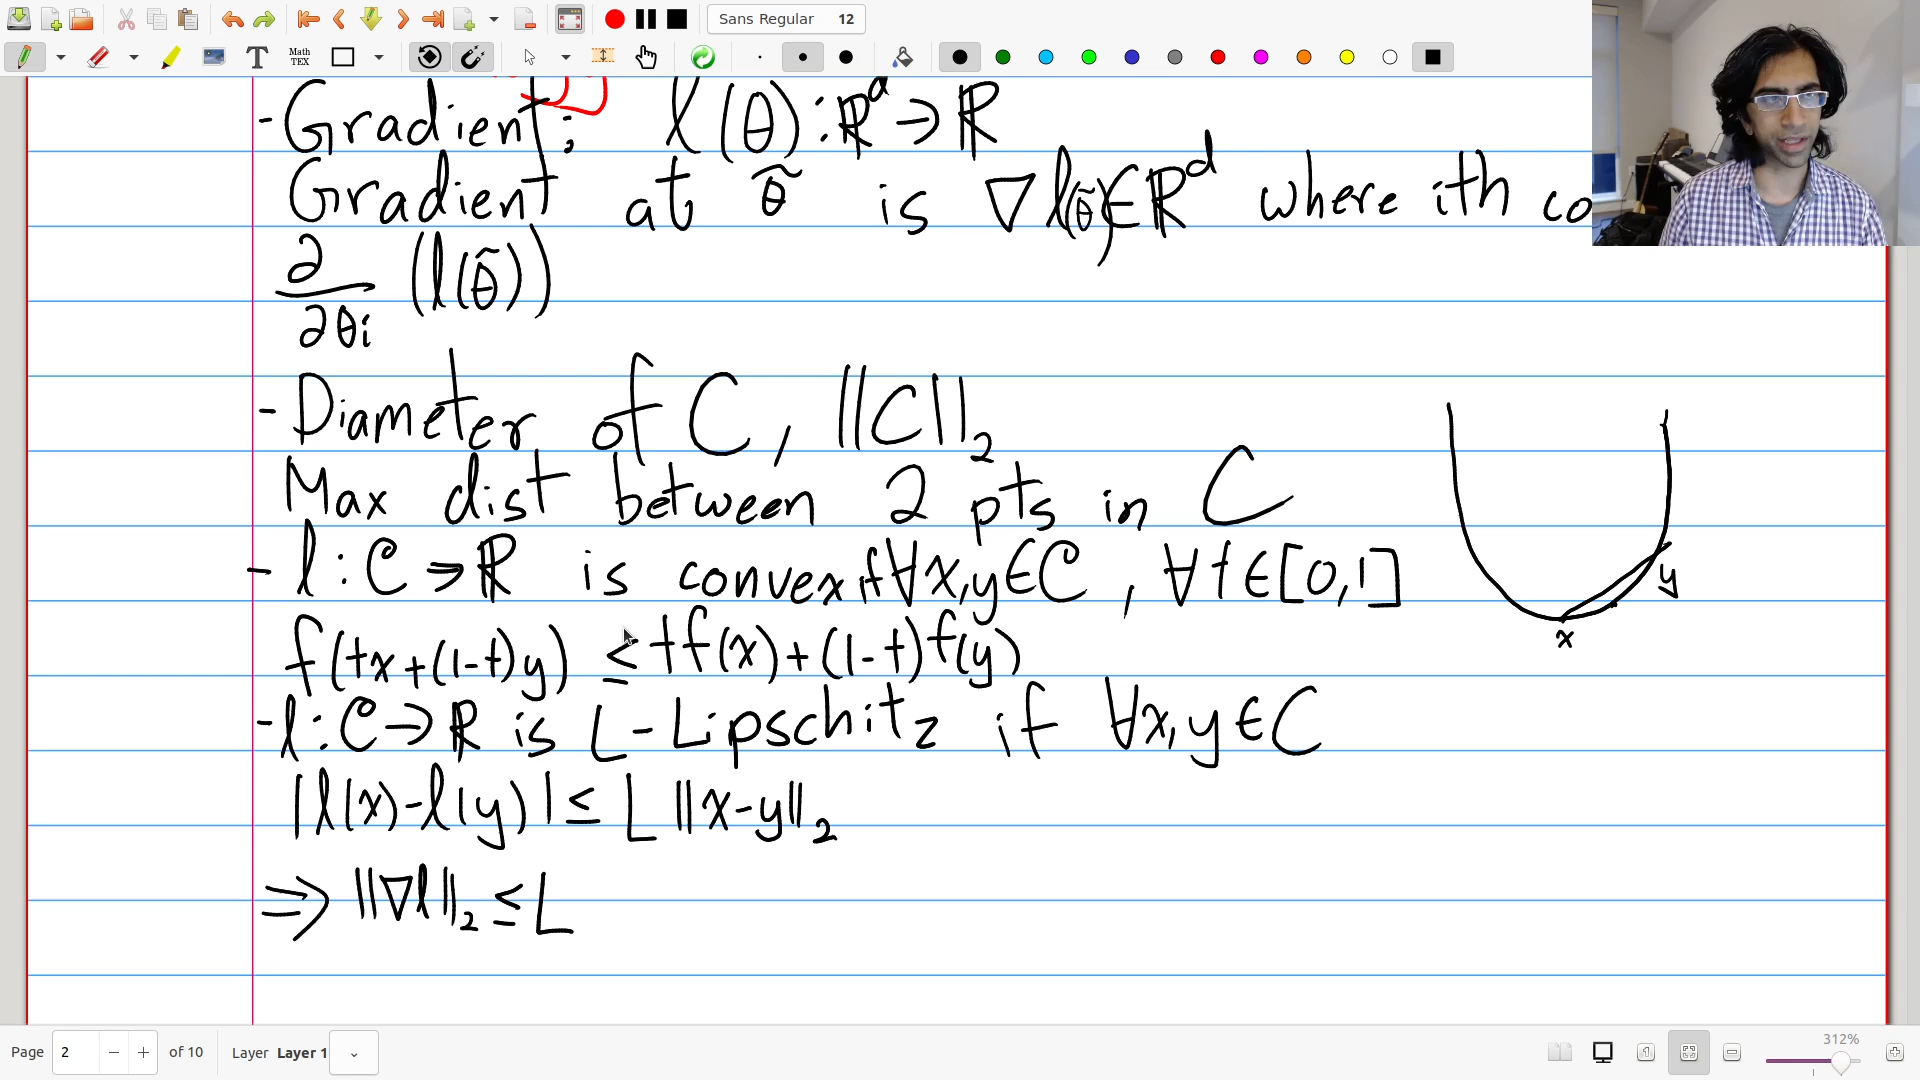 Sans Regular 12
- Gradient: l(θ): ℝᵈ → ℝ
Gradient at θ̃ is ∇l(θ̃) ∈ ℝᵈ where ith co
∂/∂θi (l(θ̃))
- Diameter of C, ||C||₂
Max dist between 2 pts in C
- l : C → ℝ is convex if ∀x,y ∈ C, ∀t ∈ [0,1]
f(tx+(1-t)y) ≤ tf(x)+(1-t)f(y)
- l : C → ℝ is L-Lipschitz if ∀x,y ∈ C
|l(x)-l(y)| ≤ L ||x-y||₂
⇒ ||∇l||₂ ≤ L
y
x
Page 2 - + of 10 Layer Layer 1
312%